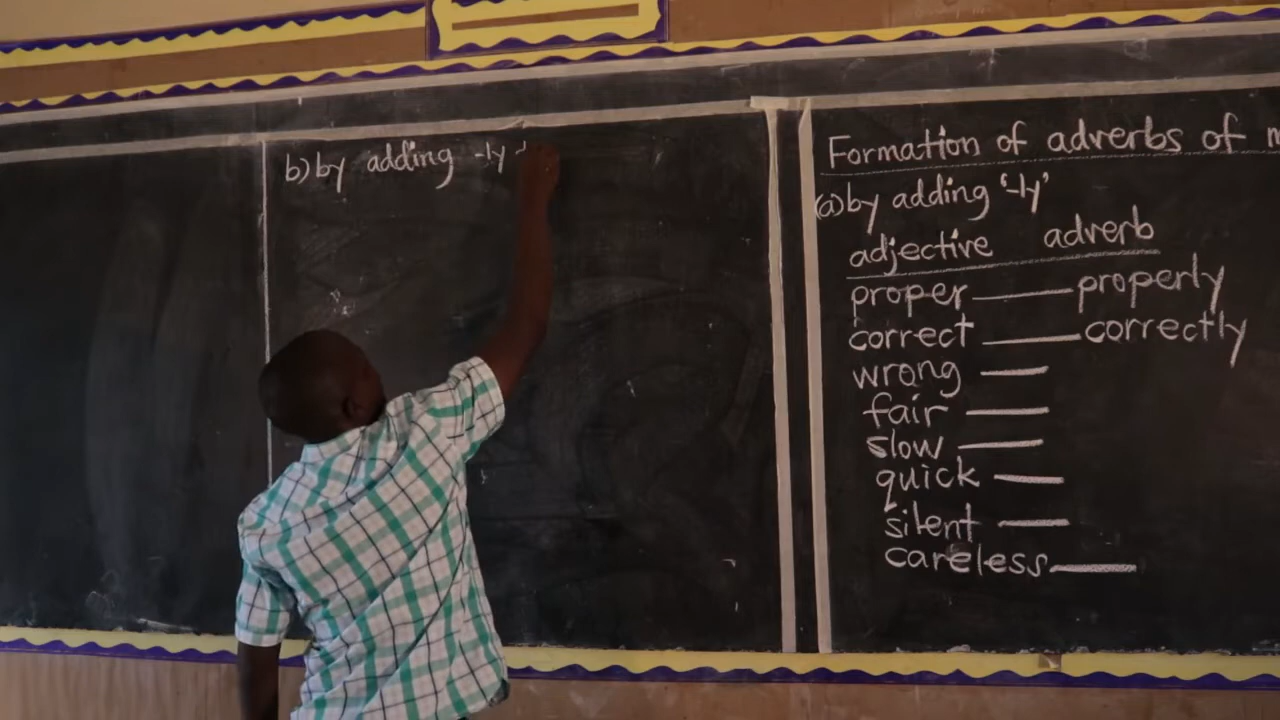 b) by adding -ly
Formation of adverbs of
(a) by adding '-ly'
adjective adverb
proper properly
correct correctly
wrong
fair
slow
quick
silent
careless